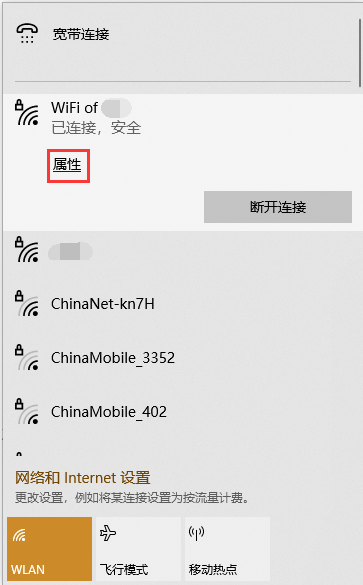 宽带连接
WiFi of
已连接，安全
属性
断开连接
ChinaNet-kn7H
ChinaMobile_3352
ChinaMobile_402
网络和 Internet 设置
更改设置，例如将某连接设置为按流量计费。
WLAN
飞行模式
移动热点